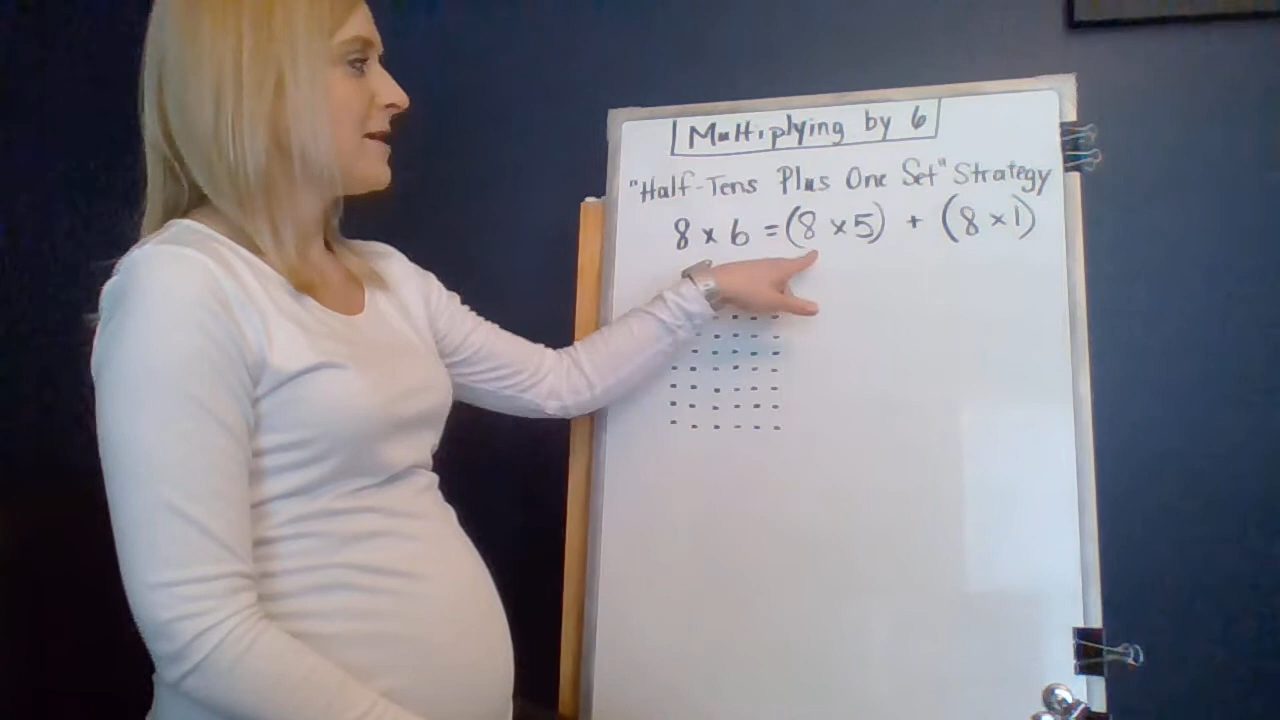 Multiplying by 6
"Half-Tens Plus One Set" Strategy
8 × 6 = (8 × 5) + (8 × 1)